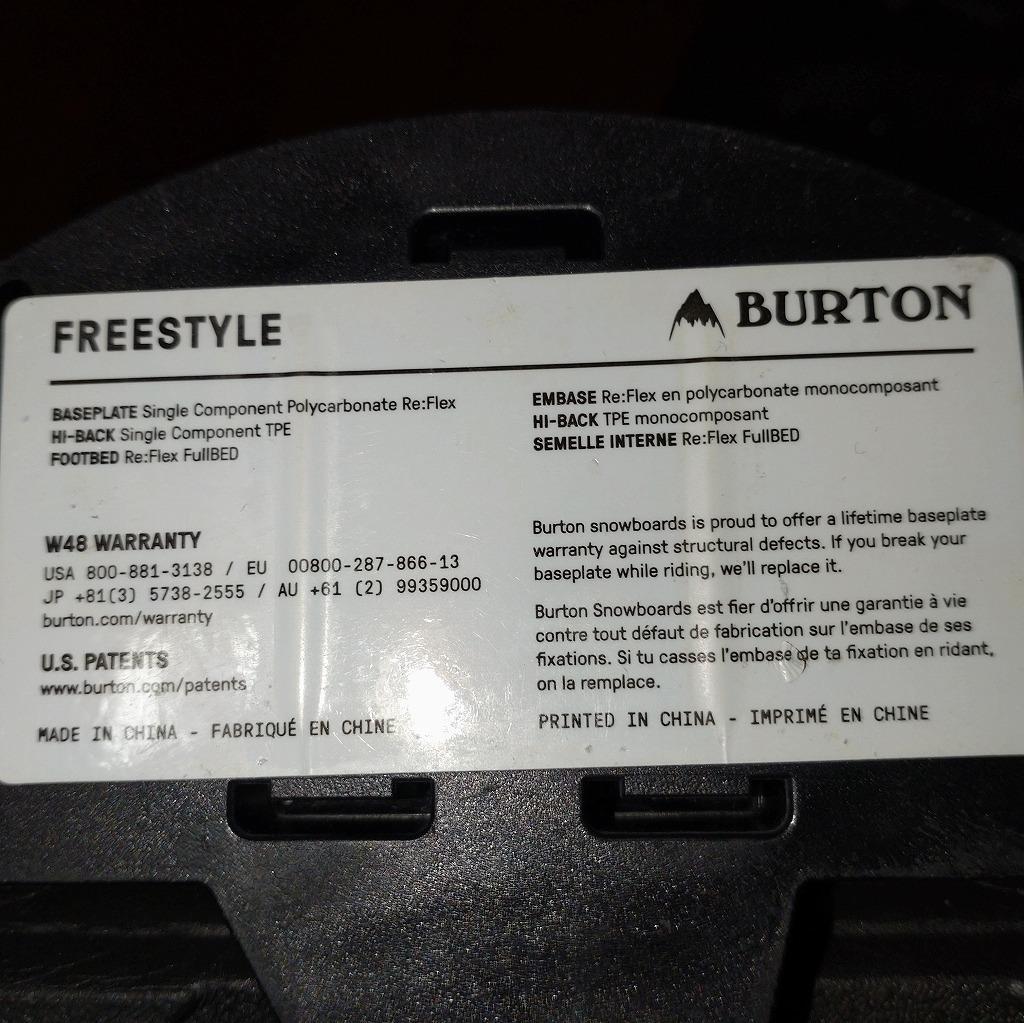 FREESTYLE
BURTON
BASEPLATE Single Component Polycarbonate Re:Flex
HI-BACK Single Component TPE
FOOTBED Re:Flex FullBED
EMBASE Re:Flex en polycarbonate monocomposant
HI-BACK TPE monocomposant
SEMELLE INTERNE Re:Flex FullBED
W48 WARRANTY
USA 800-881-3138 / EU 00800-287-866-13
JP +81(3) 5738-2555 / AU +61 (2) 99359000
burton.com/warranty
U.S. PATENTS
www.burton.com/patents
MADE IN CHINA - FABRIQUÉ EN CHINE
Burton snowboards is proud to offer a lifetime baseplate
warranty against structural defects. If you break your
baseplate while riding, we'll replace it.
Burton Snowboards est fier d'offrir une garantie à vie
contre tout défaut de fabrication sur l'embase de ses
fixations. Si tu casses l'embase de ta fixation en ridant,
on la remplace.
PRINTED IN CHINA - IMPRIMÉ EN CHINE